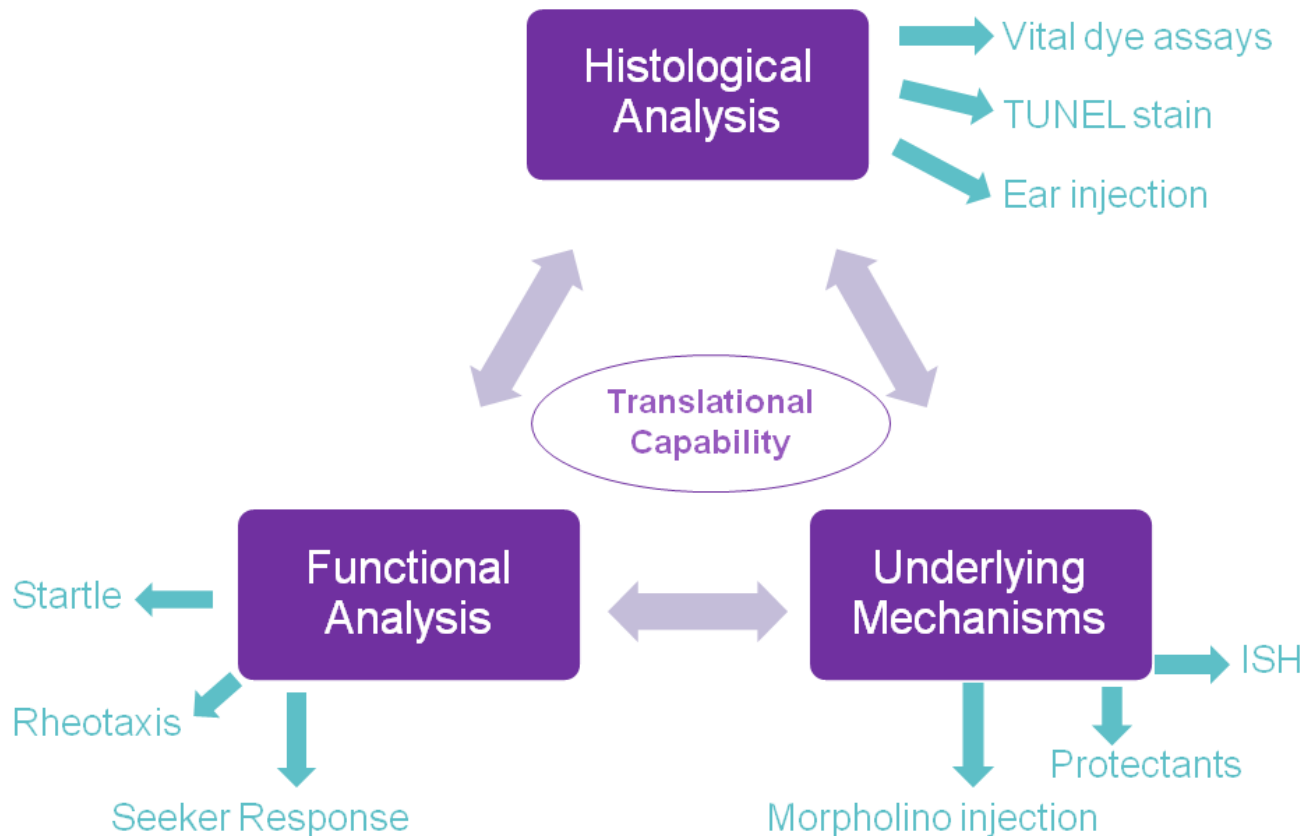 Histological
Analysis
Vital dye assays
TUNEL stain
Ear injection
Translational
Capability
Functional
Analysis
Underlying
Mechanisms
Startle
Rheotaxis
Seeker Response
ISH
Protectants
Morpholino injection